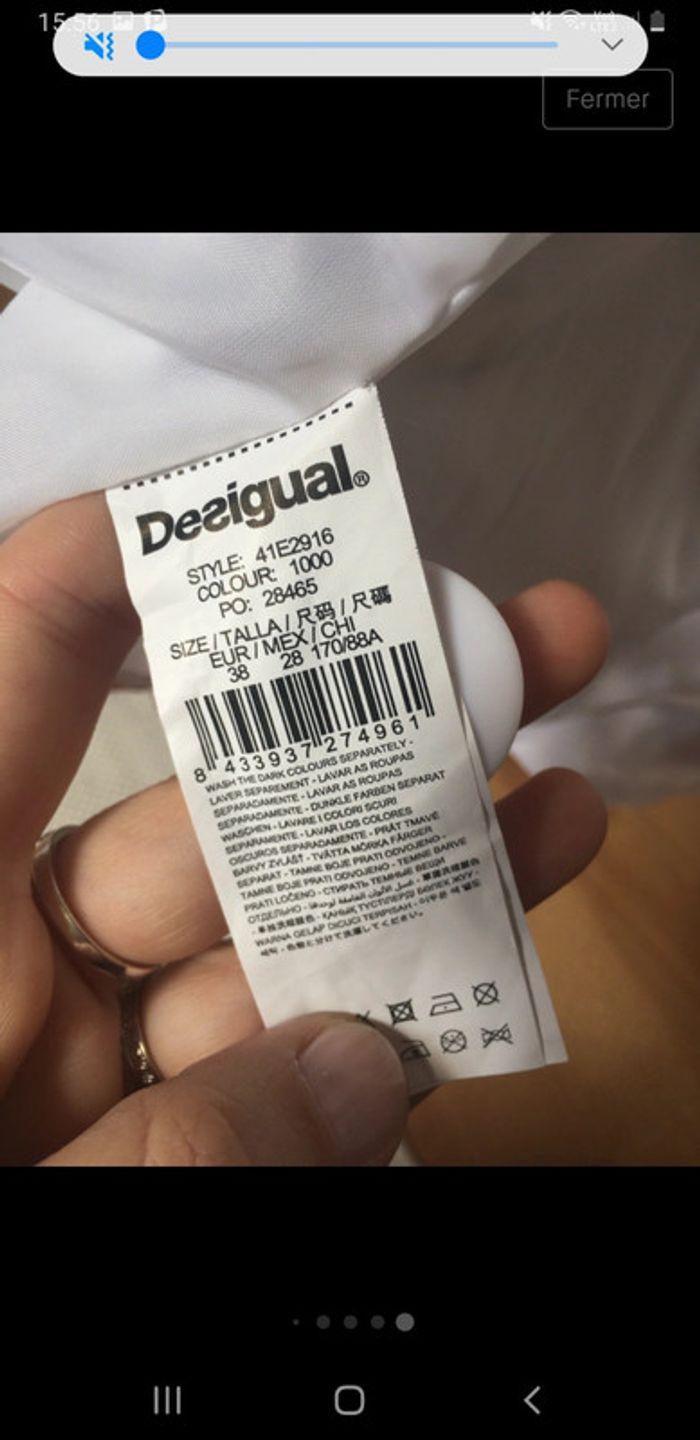 15:56
Fermer
Desigual®
STYLE: 41E2916
COLOUR: 1000
PO: 28465
SIZE / TALLA / 尺码 / 尺碼
EUR / MEX / CHI
38 28 170/88A
8 433937 274961
WASH THE DARK COLOURS SEPARATELY -
LAVER SEPAREMENT - LAVAR AS ROUPAS
SEPARADAMENTE - LAVAR AS ROUPAS
SEPARADAMENTE - DUNKLE FARBEN SEPARAT
WASCHEN - LAVARE I COLORI SCURI
SEPARAMENTE - LAVAR LOS COLORES
OSCUROS SEPARADAMENTE - PRÁT TMAVÉ
BARVY ZVLÁŠŤ - TVÄTTA MÖRKA FÄRGER
SEPARAT - TAMNE BOJE PRATI ODVOJENO -
TAMNE BOJE PRATI ODVOJENO - TEMNE BARVE
PRATI LOČENO - СТИРАТЬ ТЕМНЫЕ ВЕЩИ
ОТДЕЛЬНО -
WARNA GELAP DICUCI TERPISAH -